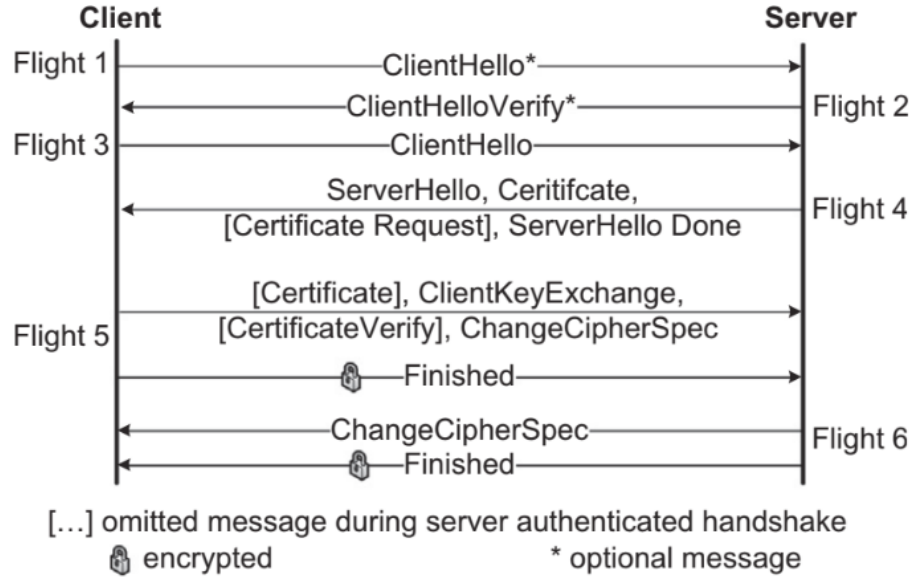 Client Server
Flight 1 ClientHello*
ClientHelloVerify* Flight 2
Flight 3 ClientHello
ServerHello, Ceritifcate,
[Certificate Request], ServerHello Done Flight 4
[Certificate], ClientKeyExchange,
Flight 5 [CertificateVerify], ChangeCipherSpec
Finished
ChangeCipherSpec Flight 6
Finished
[...] omitted message during server authenticated handshake
encrypted * optional message